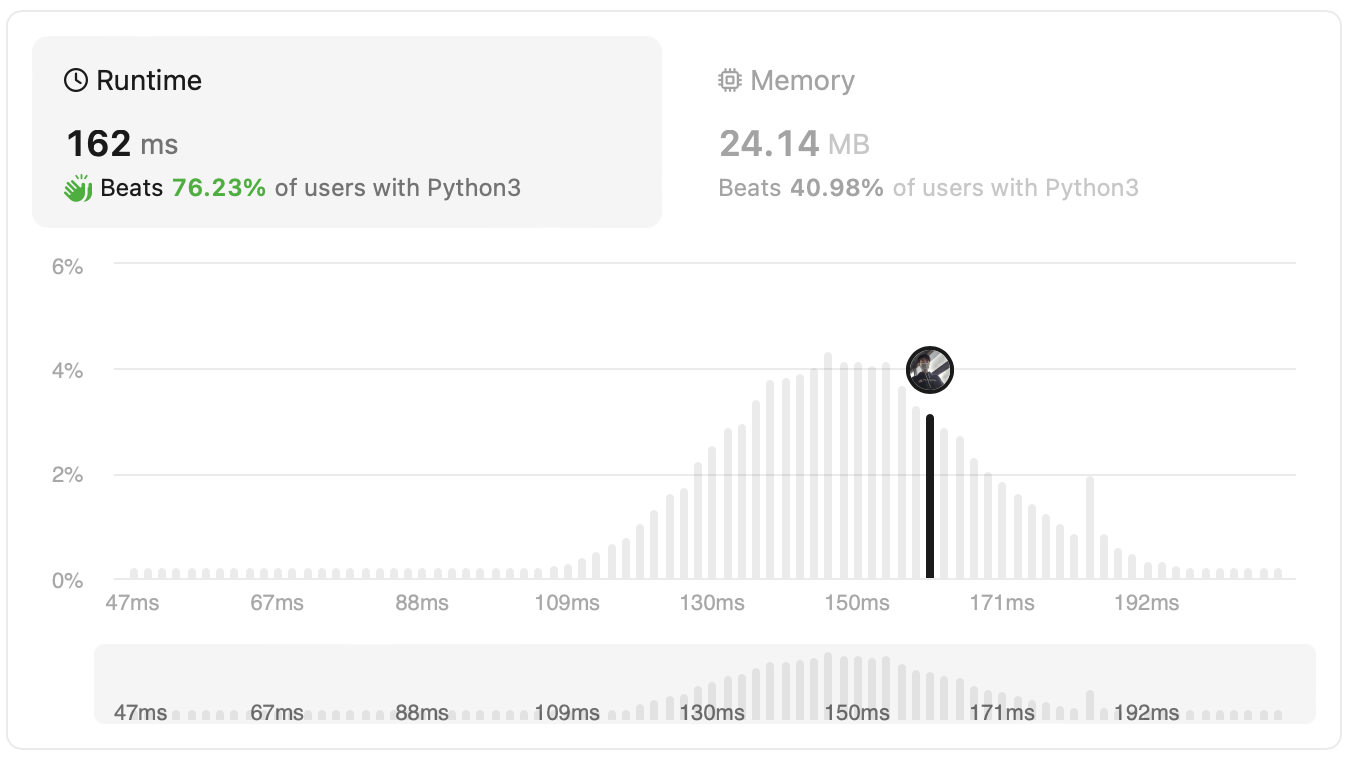 Runtime
162 ms
Beats 76.23% of users with Python3
Memory
24.14 MB
Beats 40.98% of users with Python3
6%
4%
2%
0%
47ms 67ms 88ms 109ms 130ms 150ms 171ms 192ms
47ms 67ms 88ms 109ms 130ms 150ms 171ms 192ms